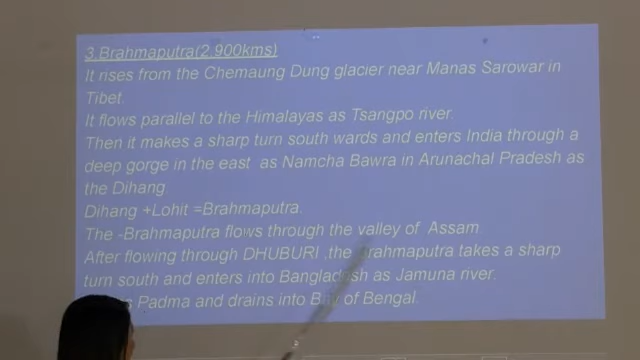 3.Brahmaputra(2,900kms)
It rises from the Chemaung Dung glacier near Manas Sarowar in
Tibet.
It flows parallel to the Himalayas as Tsangpo river.
Then it makes a sharp turn south wards and enters India through a
deep gorge in the east as Namcha Bawra in Arunachal Pradesh as
the Dihang.
Dihang +Lohit =Brahmaputra.
The -Brahmaputra flows through the valley of Assam
After flowing through DHUBURI ,the Brahmaputra takes a sharp
turn south and enters into Bangladesh as Jamuna river.
Padma and drains into Bay of Bengal.